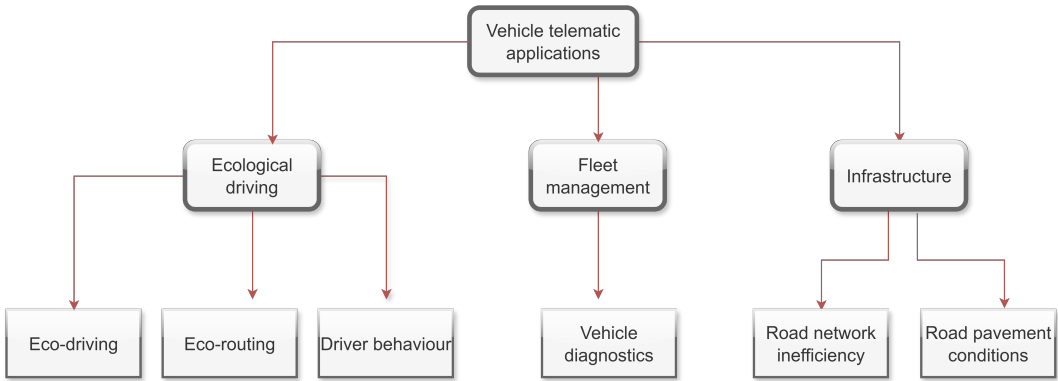 Vehicle telematic
applications
Ecological
driving
Fleet
management
Infrastructure
Eco-driving
Eco-routing
Driver behaviour
Vehicle
diagnostics
Road network
inefficiency
Road pavement
conditions